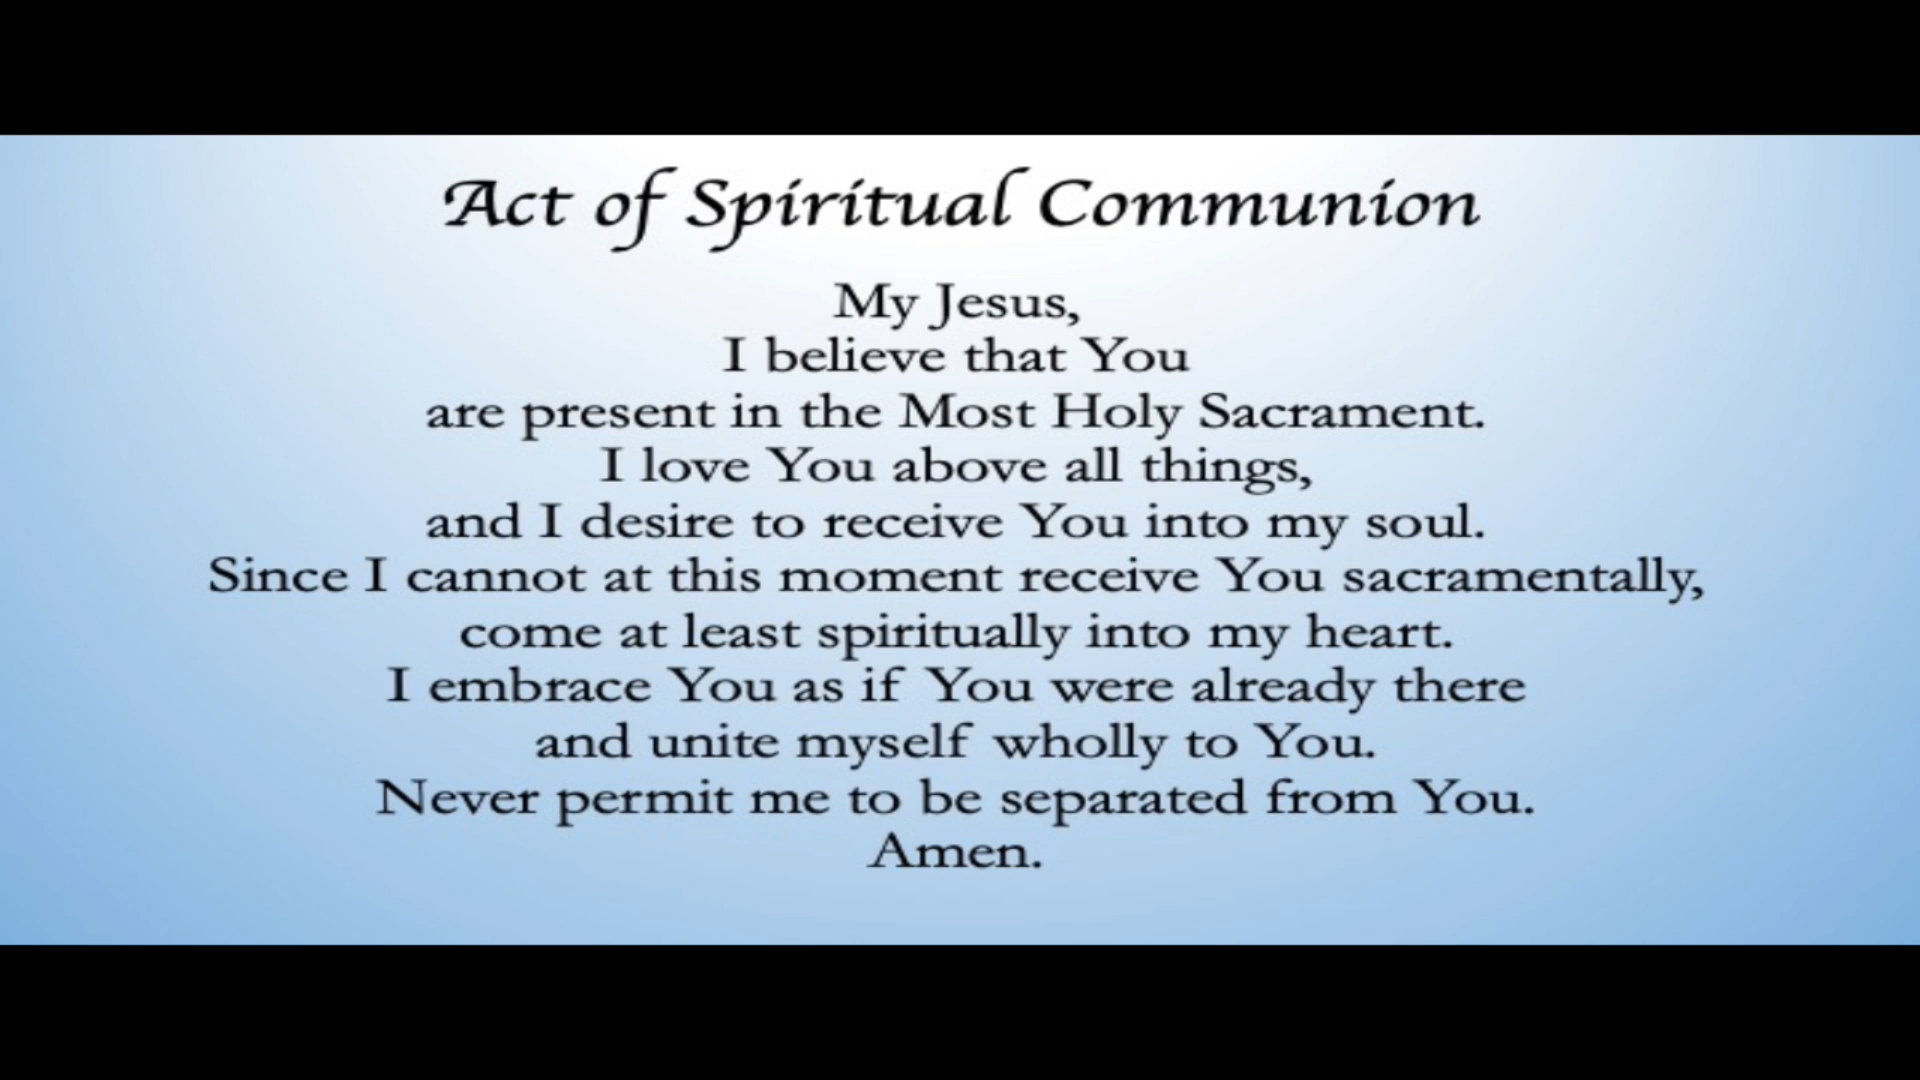 Act of Spiritual Communion
My Jesus,
I believe that You
are present in the Most Holy Sacrament.
I love You above all things,
and I desire to receive You into my soul.
Since I cannot at this moment receive You sacramentally,
come at least spiritually into my heart.
I embrace You as if You were already there
and unite myself wholly to You.
Never permit me to be separated from You.
Amen.